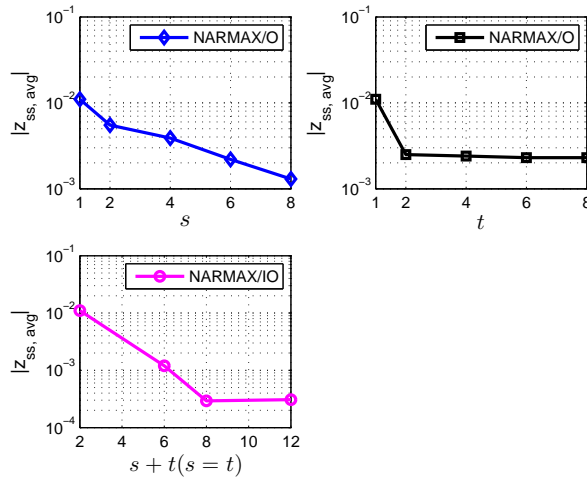 10⁻¹
10⁻²
10⁻³
|z_ss, avg|
NARMAX/O
1 2 4 6 8
s
10⁻¹
10⁻²
10⁻³
|z_ss, avg|
NARMAX/O
1 2 4 6 8
t
10⁻¹
10⁻²
10⁻³
10⁻⁴
|z_ss, avg|
NARMAX/IO
2 4 6 8 10 12
s + t(s = t)